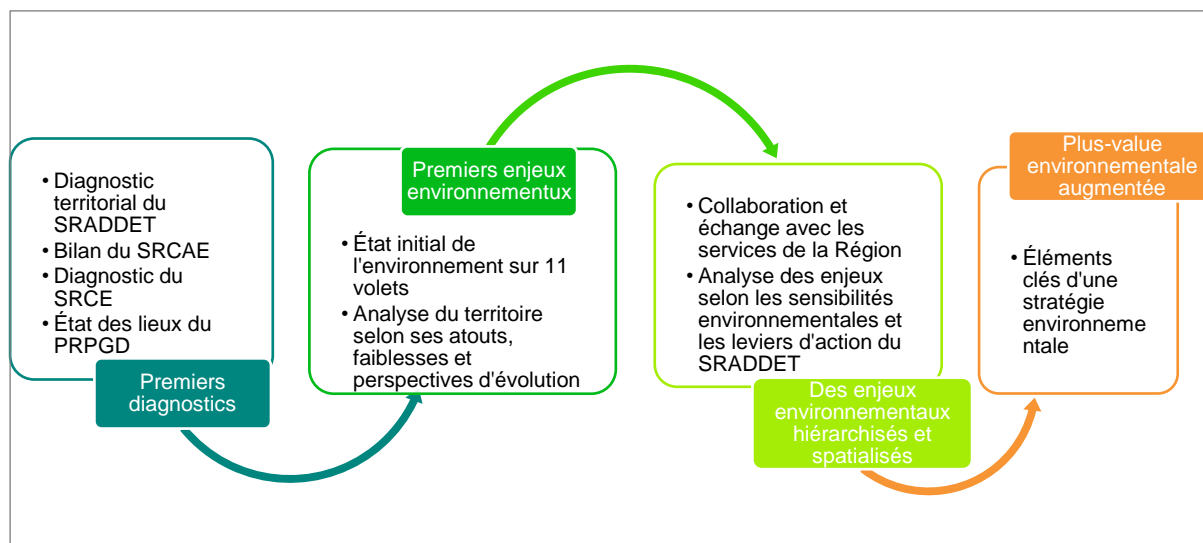 • Diagnostic
territorial du
SRADDET
• Bilan du SRCAE
• Diagnostic du
SRCE
• État des lieux du
PRPGD
Premiers
diagnostics
Premiers enjeux
environnementux
• État initial de
l'environnement sur 11
volets
• Analyse du territoire
selon ses atouts,
faiblesses et
perspectives d'évolution
• Collaboration et
échange avec les
services de la Région
• Analyse des enjeux
selon les sensibilités
environnementales et
les leviers d'action du
SRADDET
Des enjeux
environnementaux
hiérarchisés et
spatialisés
Plus-value
environnementale
augmentée
• Éléments
clés d'une
stratégie
environneme
ntale